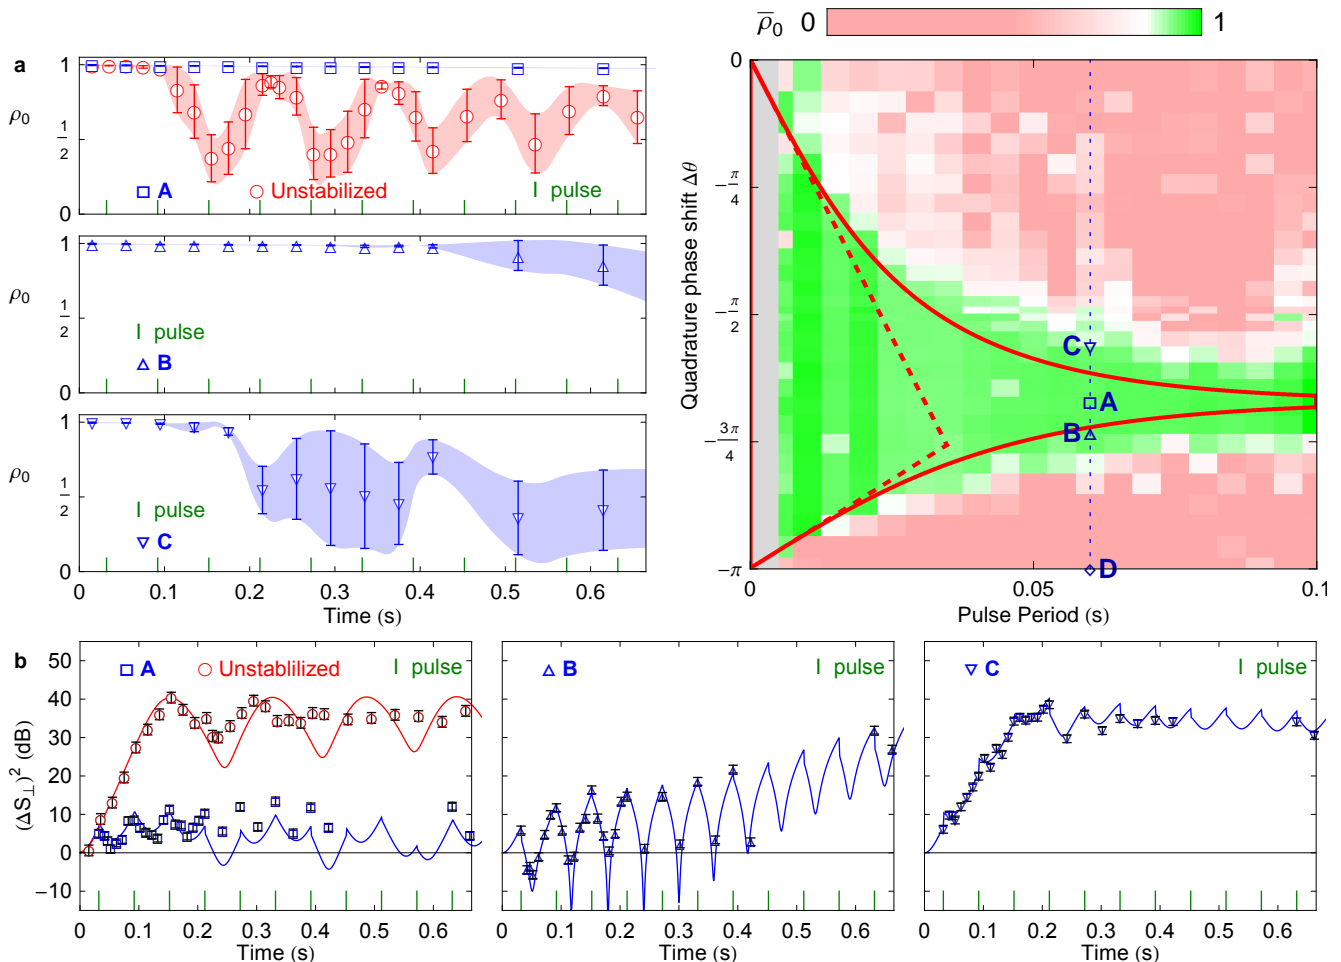 a
ρ0
1
1
2
0
A
Unstabilized
I pulse
ρ0
1
1
2
0
I pulse
B
ρ0
1
1
2
0
I pulse
C
0 0.1 0.2 0.3 0.4 0.5 0.6
Time (s)
ρ̅0 0 1
Quadrature phase shift Δθ
0
−π/4
−π/2
−3π/4
−π
C
A
B
D
0 0.05 0.1
Pulse Period (s)
b
(ΔS⊥)² (dB)
50
40
30
20
10
0
−10
A
Unstablilized
I pulse
0 0.1 0.2 0.3 0.4 0.5 0.6
Time (s)
B
I pulse
0 0.1 0.2 0.3 0.4 0.5 0.6
Time (s)
C
I pulse
0 0.1 0.2 0.3 0.4 0.5 0.6
Time (s)